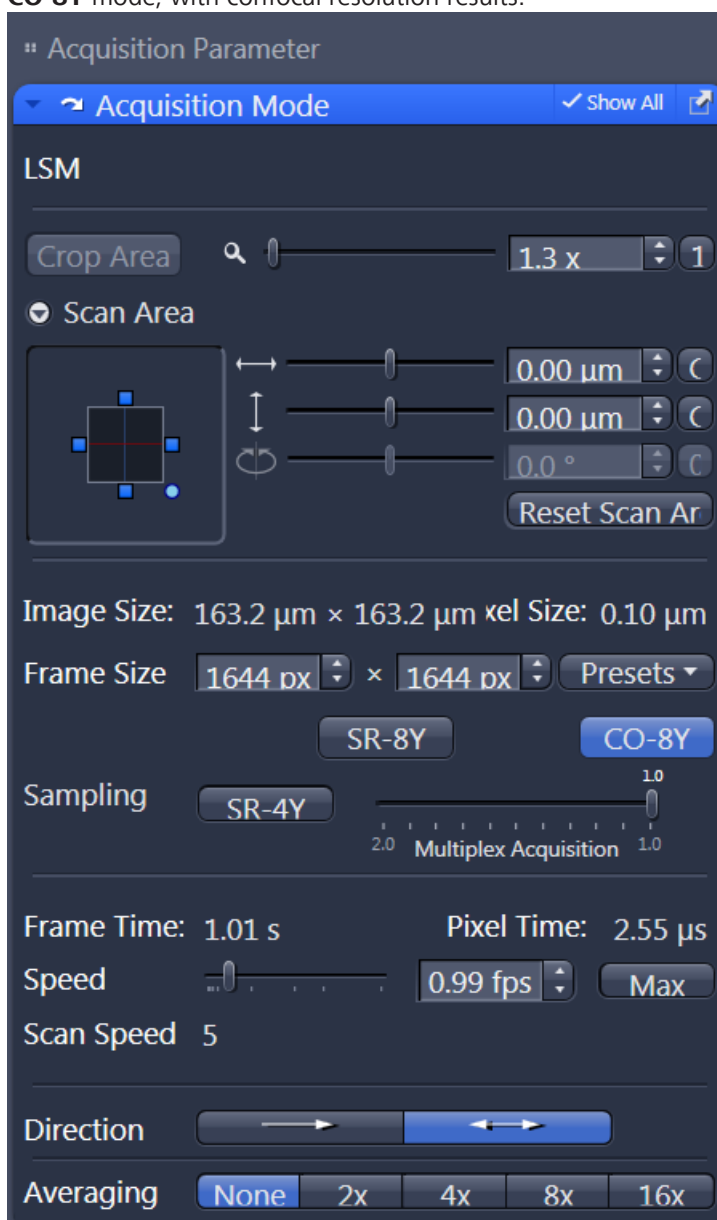 CO-8Y mode, with confocal resolution results.
Acquisition Parameter
Acquisition Mode Show All
LSM
Crop Area 1.3 x 1
Scan Area
0.00 µm
0.00 µm
0.0 °
Reset Scan Ar
Image Size: 163.2 µm × 163.2 µm xel Size: 0.10 µm
Frame Size 1644 px × 1644 px Presets
SR-8Y CO-8Y
1.0
Sampling SR-4Y
2.0 Multiplex Acquisition 1.0
Frame Time: 1.01 s Pixel Time: 2.55 µs
Speed 0.99 fps Max
Scan Speed 5
Direction
Averaging None 2x 4x 8x 16x